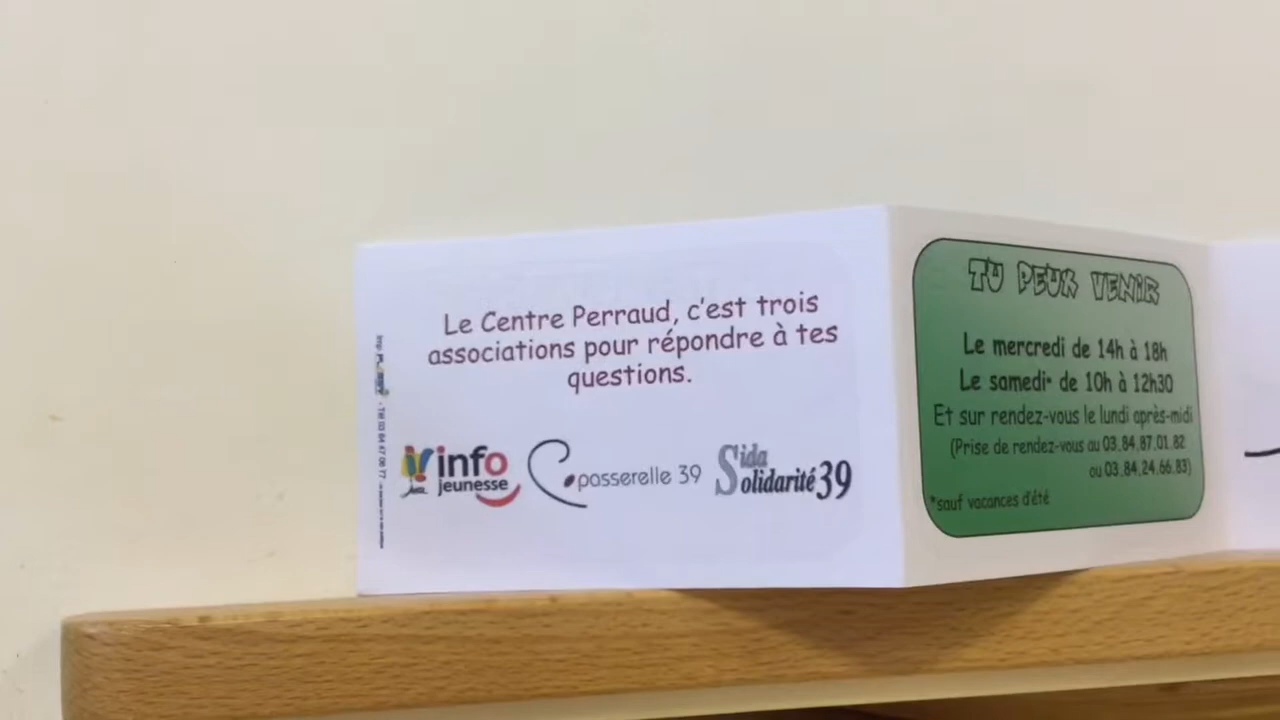 Le Centre Perraud, c'est trois
associations pour répondre à tes
questions.
info
jeunesse
passerelle 39
Sida
Solidarité 39
TU PEUX VENIR
Le mercredi de 14h à 18h
Le samedi* de 10h à 12h30
Et sur rendez-vous le lundi après-midi
(Prise de rendez-vous au 03.84.87.01.82
ou 03.84.24.66.83)
*sauf vacances d'été